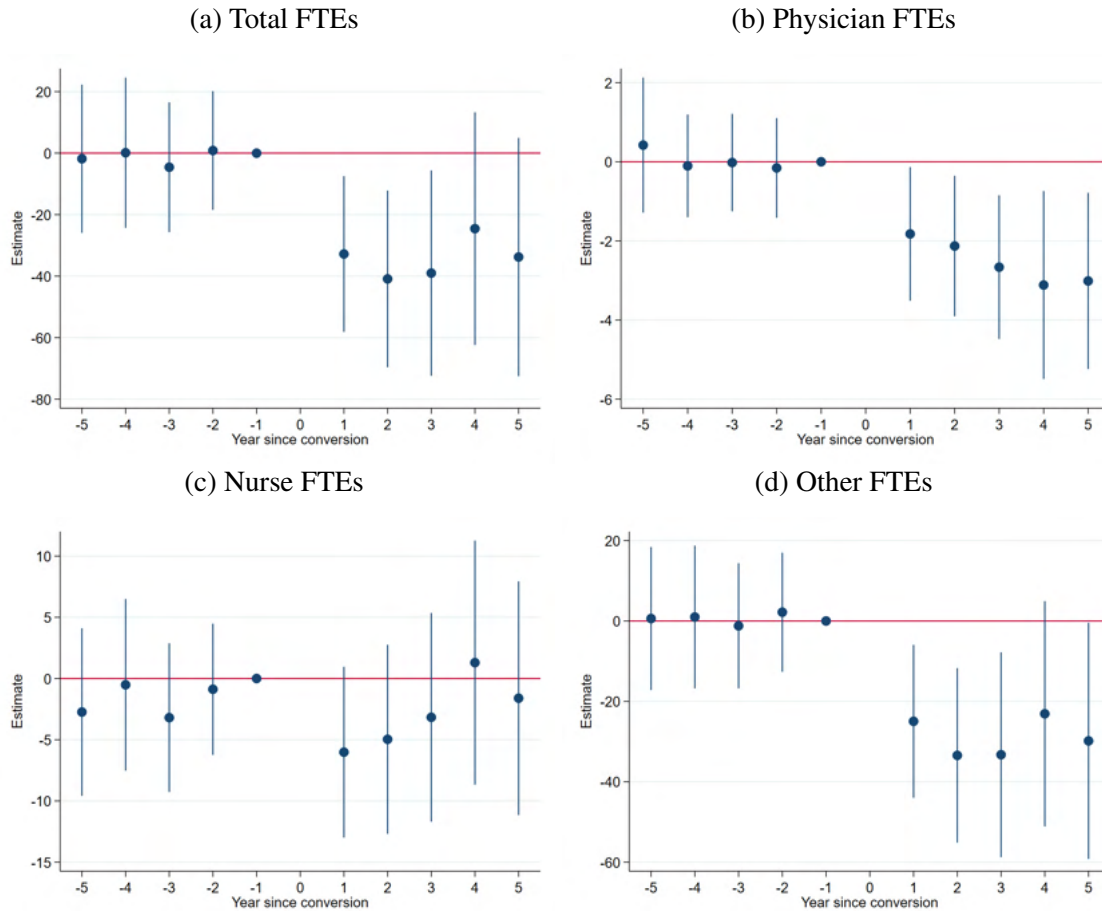 (a) Total FTEs
20
0
-20
-40
-60
-80
Estimate
-5 -4 -3 -2 -1 0 1 2 3 4 5
Year since conversion
(b) Physician FTEs
2
0
-2
-4
-6
Estimate
-5 -4 -3 -2 -1 0 1 2 3 4 5
Year since conversion
(c) Nurse FTEs
10
5
0
-5
-10
-15
Estimate
-5 -4 -3 -2 -1 0 1 2 3 4 5
Year since conversion
(d) Other FTEs
20
0
-20
-40
-60
Estimate
-5 -4 -3 -2 -1 0 1 2 3 4 5
Year since conversion